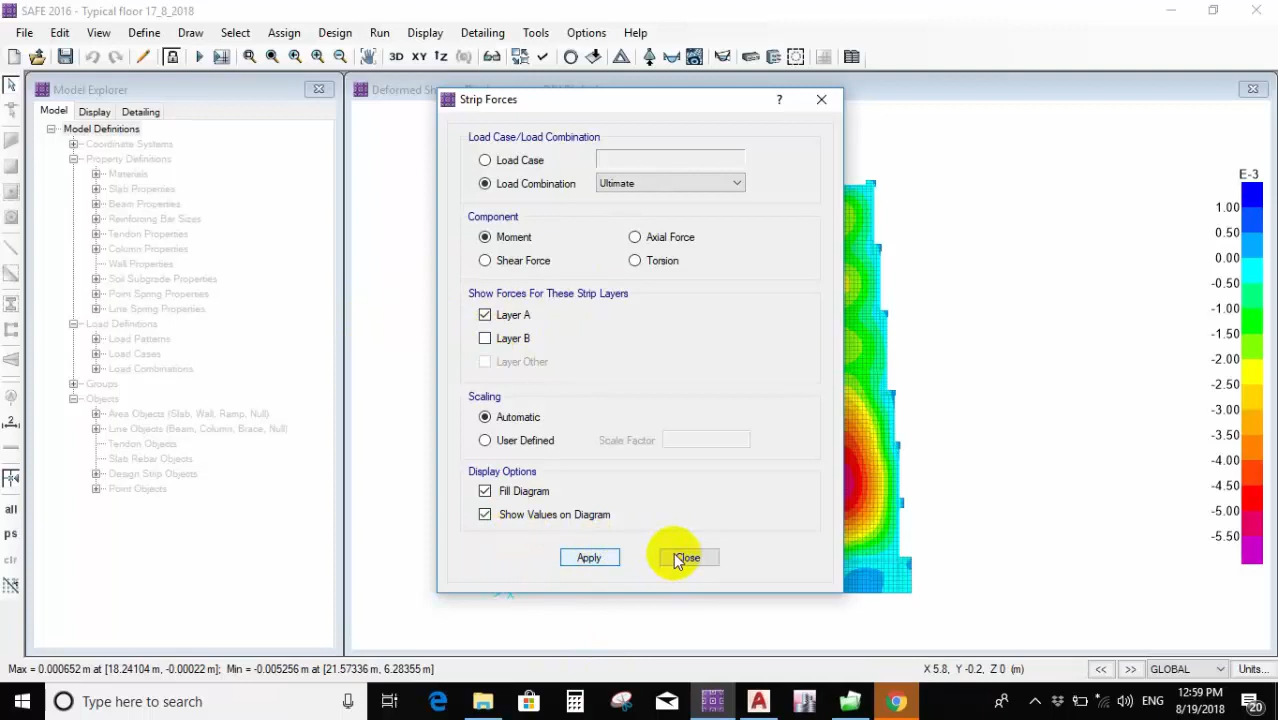 SAFE 2016 - Typical floor 17_8_2018
File Edit View Define Draw Select Assign Design Run Display Detailing Tools Options Help
3D XY
Model Explorer
Deformed Sh
Model Display Detailing
Model Definitions
Coordinate Systems
Property Definitions
Materials
Slab Properties
Beam Properties
Reinforcing Bar Sizes
Tendon Properties
Column Properties
Wall Properties
Soil Subgrade Properties
Point Spring Properties
Line Spring Properties
Load Definitions
Load Patterns
Load Cases
Load Combinations
Groups
Objects
Area Objects (Slab, Wall, Ramp, Null)
Line Objects (Beam, Column, Brace, Null)
Tendon Objects
Slab Rebar Objects
Design Strip Objects
Point Objects
all
ps
clr
Strip Forces
?
Load Case/Load Combination
Load Case
Load Combination
Ultimate
Component
Moment
Axial Force
Shear Force
Torsion
Show Forces For These Strip Layers
Layer A
Layer B
Layer Other
Scaling
Automatic
User Defined
Scale Factor
Display Options
Fill Diagram
Show Values on Diagram
Apply
Close
X
E-3
1.00
0.50
0.00
-1.00
-1.50
-2.00
-2.50
-3.00
-3.50
-4.00
-4.50
-5.00
-5.50
Max = 0.000652 m at [18.24104 m, -0.00022 m]; Min = -0.005256 m at [21.57336 m, 6.28355 m]
X 5.8, Y -0.2, Z 0 (m)
<< >>
GLOBAL
Units...
Type here to search
ENG
12:59 PM
8/19/2018
20